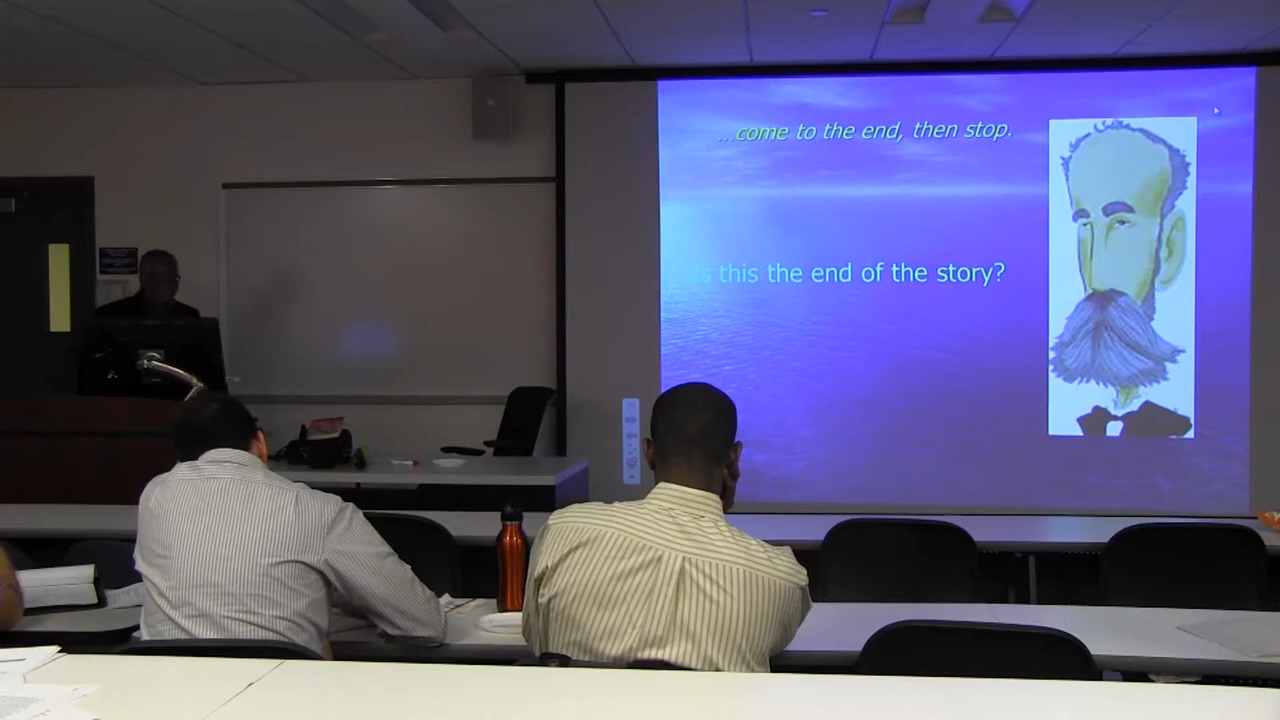 ...come to the end, then stop.
Is this the end of the story?